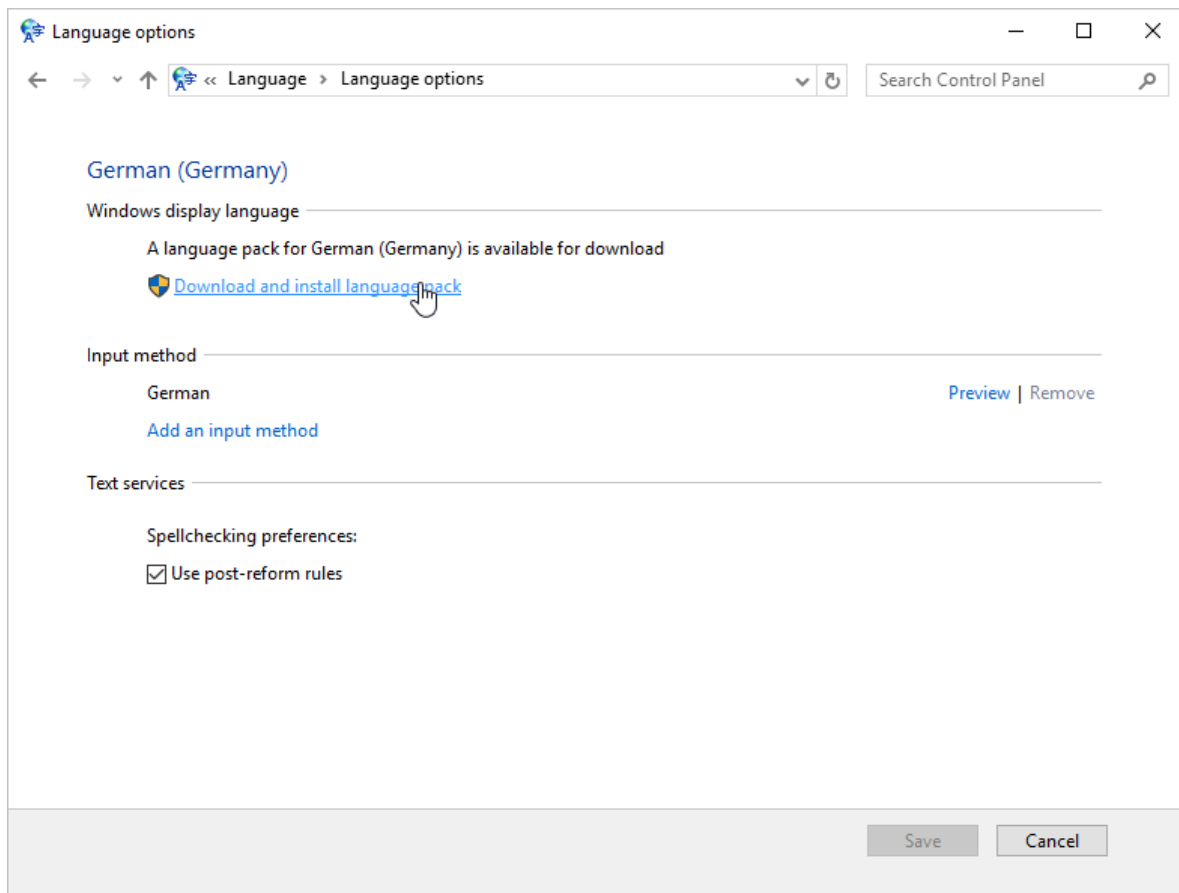 Language options
« Language > Language options
Search Control Panel
German (Germany)
Windows display language
A language pack for German (Germany) is available for download
Download and install language pack
Input method
German Preview | Remove
Add an input method
Text services
Spellchecking preferences:
Use post-reform rules
Save Cancel